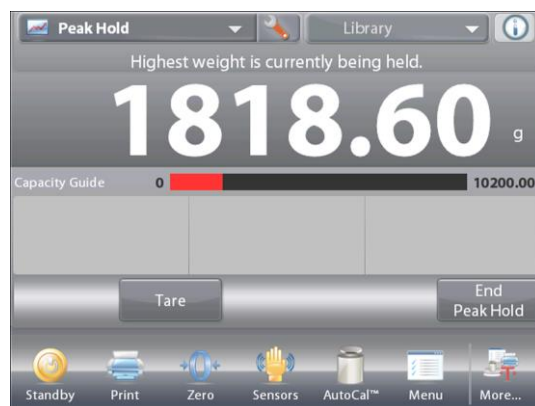 Peak Hold
Library
Highest weight is currently being held.
1818.60 g
Capacity Guide 0 10200.00
Tare
End
Peak Hold
Standby Print Zero Sensors AutoCal™ Menu More...